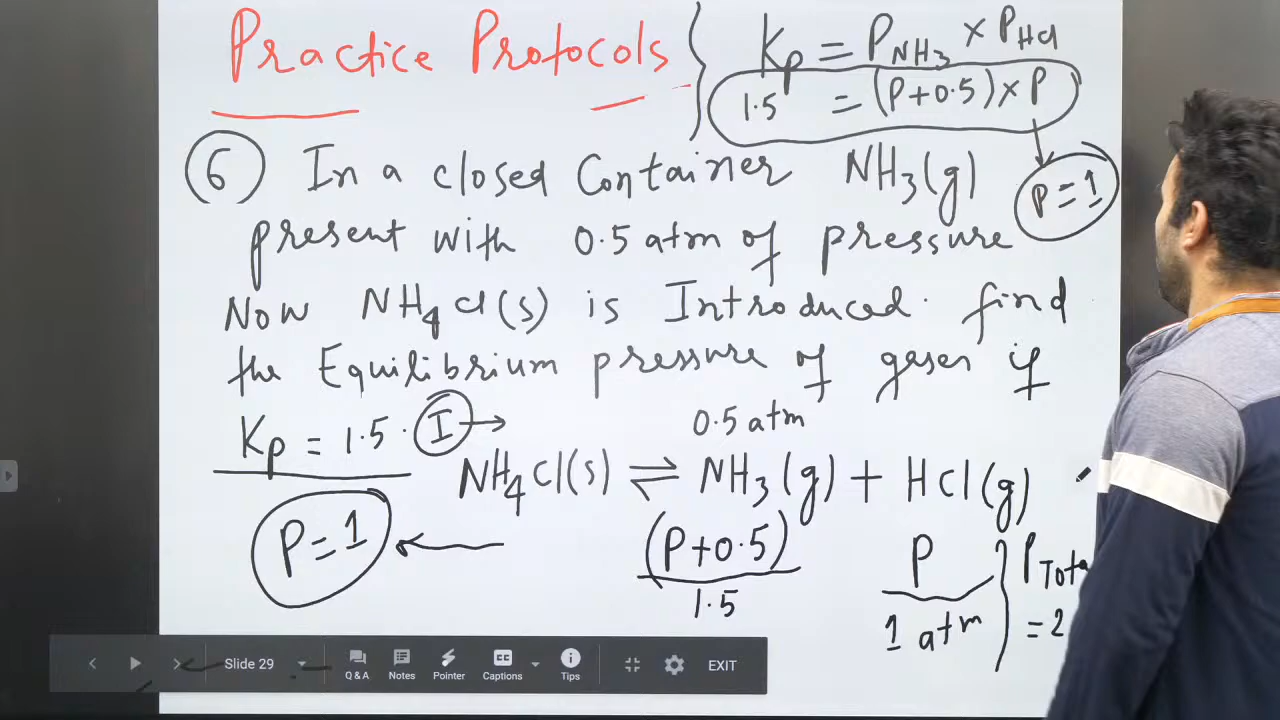 Practice Protocols
Kp = PNH3 × PHCl
1.5 = (P+0.5) × P
P=1
6 In a closed Container NH3(g)
present with 0.5 atm of pressure
Now NH4Cl(s) is Introduced. find
the Equilibrium pressure of gases if
Kp = 1.5. I →
0.5 atm
NH4Cl(s) ⇌ NH3(g) + HCl(g)
P=1 ←
(P+0.5) P
1.5 1 atm
PTota
= 2
Slide 29
Q & A Notes Pointer Captions Tips EXIT